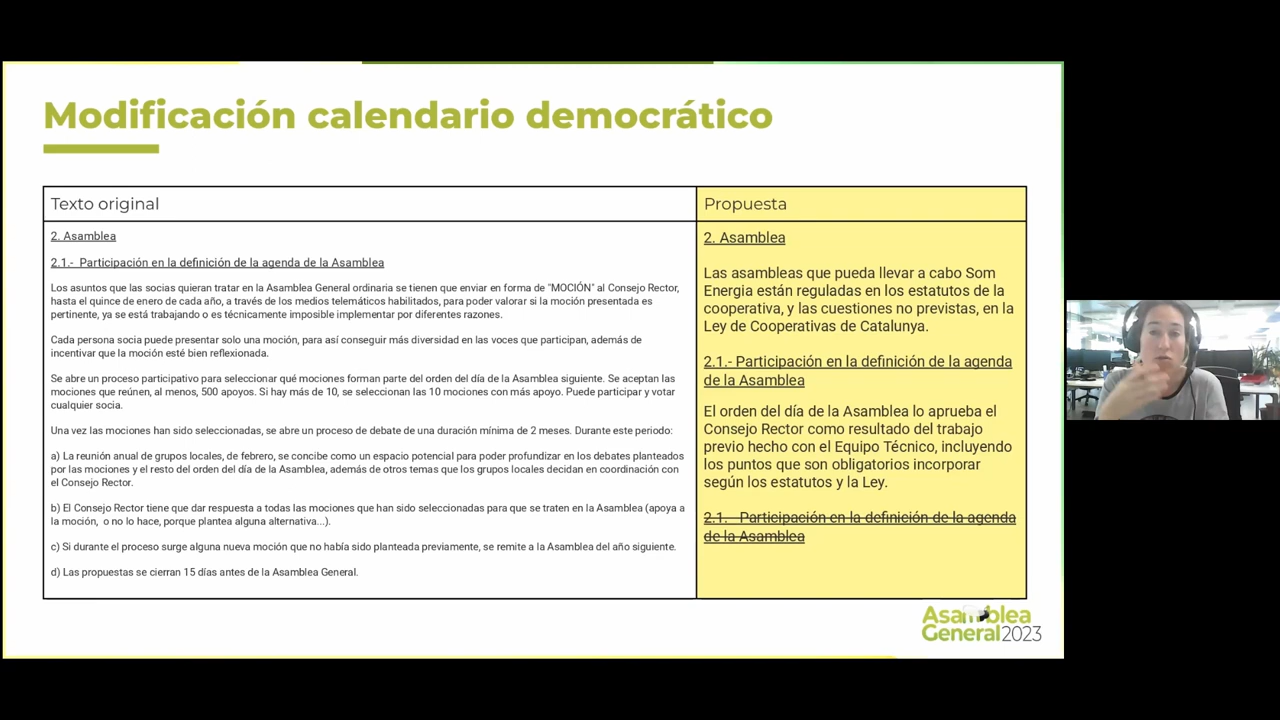 Modificación calendario democrático
Texto original
2. Asamblea
2.1.- Participación en la definición de la agenda de la Asamblea
Los asuntos que las socias quieran tratar en la Asamblea General ordinaria se tienen que enviar en forma de "MOCIÓN" al Consejo Rector,
hasta el quince de enero de cada año, a través de los medios telemáticos habilitados, para poder valorar si la moción presentada es
pertinente, ya se está trabajando o es técnicamente imposible implementar por diferentes razones.
Cada persona socia puede presentar solo una moción, para así conseguir más diversidad en las voces que participan, además de
incentivar que la moción esté bien reflexionada.
Se abre un proceso participativo para seleccionar qué mociones forman parte del orden del día de la Asamblea siguiente. Se aceptan las
mociones que reúnen, al menos, 500 apoyos. Si hay más de 10, se seleccionan las 10 mociones con más apoyo. Puede participar y votar
cualquier socia.
Una vez las mociones han sido seleccionadas, se abre un proceso de debate de una duración mínima de 2 meses. Durante este periodo:
a) La reunión anual de grupos locales, de febrero, se concibe como un espacio potencial para poder profundizar en los debates planteados
por las mociones y el resto del orden del día de la Asamblea, además de otros temas que los grupos locales decidan en coordinación con
el Consejo Rector.
b) El Consejo Rector tiene que dar respuesta a todas las mociones que han sido seleccionadas para que se traten en la Asamblea (apoya a
la moción, o no lo hace, porque plantea alguna alternativa...).
c) Si durante el proceso surge alguna nueva moción que no había sido planteada previamente, se remite a la Asamblea del año siguiente.
d) Las propuestas se cierran 15 días antes de la Asamblea General.
Propuesta
2. Asamblea
Las asambleas que pueda llevar a cabo Som
Energia están reguladas en los estatutos de la
cooperativa, y las cuestiones no previstas, en la
Ley de Cooperativas de Catalunya.
2.1.- Participación en la definición de la agenda
de la Asamblea
El orden del día de la Asamblea lo aprueba el
Consejo Rector como resultado del trabajo
previo hecho con el Equipo Técnico, incluyendo
los puntos que son obligatorios incorporar
según los estatutos y la Ley.
2.1.- Participación en la definición de la agenda
de la Asamblea
Asamblea
General2023